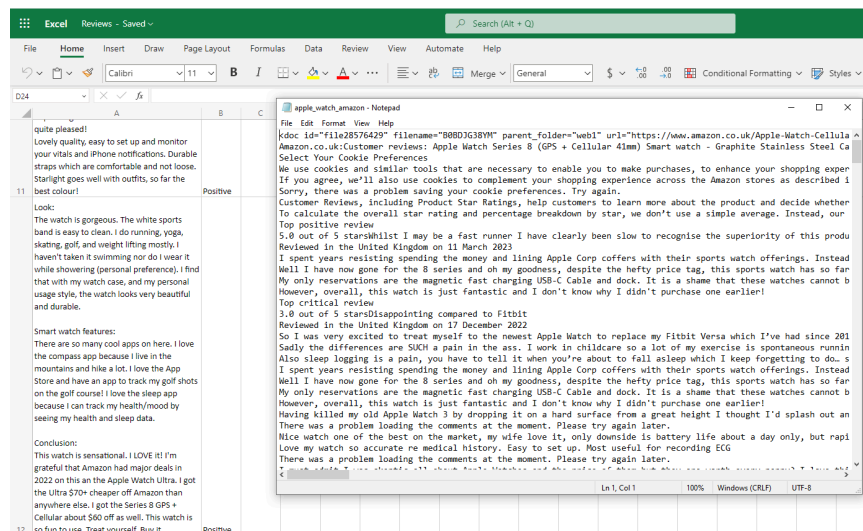 Excel Reviews - Saved
Search (Alt + Q)
File Home Insert Draw Page Layout Formulas Data Review View Automate Help
Calibri 11 B I A Merge General $ Conditional Formatting Styles
D24 fx
A B C
quite pleased!
Lovely quality, easy to set up and monitor
your vitals and iPhone notifications. Durable
straps which are comfortable and not loose.
Starlight goes well with outfits, so far the
11 best colour! Positive
Look:
The watch is gorgeous. The white sports
band is easy to clean. I do running, yoga,
skating, golf, and weight lifting mostly. I
haven't taken it swimming nor do I wear it
while showering (personal preference). I find
that with my watch case, and my personal
usage style, the watch looks very beautiful
and durable.
Smart watch features:
There are so many cool apps on here. I love
the compass app because I live in the
mountains and hike a lot. I love the App
Store and have an app to track my golf shots
on the golf course! I love the sleep app
because I can track my health/mood by
seeing my health and sleep data.
Conclusion:
This watch is sensational. I LOVE it! I'm
grateful that Amazon had major deals in
2022 on this an the Apple Watch Ultra. I got
the Ultra $70+ cheaper off Amazon than
anywhere else. I got the Series 8 GPS +
Cellular about $60 off as well. This watch is
12 so fun to use. Treat yourself. Buy it. Positive
apple_watch_amazon - Notepad
File Edit Format View Help
<doc id="file28576429" filename="B0BDJG38YM" parent_folder="web1" url="https://www.amazon.co.uk/Apple-Watch-Cellula
Amazon.co.uk:Customer reviews: Apple Watch Series 8 (GPS + Cellular 41mm) Smart watch - Graphite Stainless Steel Ca
Select Your Cookie Preferences
We use cookies and similar tools that are necessary to enable you to make purchases, to enhance your shopping exper
If you agree, we'll also use cookies to complement your shopping experience across the Amazon stores as described i
Sorry, there was a problem saving your cookie preferences. Try again.
Customer Reviews, including Product Star Ratings, help customers to learn more about the product and decide whether
To calculate the overall star rating and percentage breakdown by star, we don't use a simple average. Instead, our
Top positive review
5.0 out of 5 starsWhilst I may be a fast runner I have clearly been slow to recognise the superiority of this produ
Reviewed in the United Kingdom on 11 March 2023
I spent years resisting spending the money and lining Apple Corp coffers with their sports watch offerings. Instead
Well I have now gone for the 8 series and oh my goodness, despite the hefty price tag, this sports watch has so far
My only reservations are the magnetic fast charging USB-C Cable and dock. It is a shame that these watches cannot b
However, overall, this watch is just fantastic and I don't know why I didn't purchase one earlier!
Top critical review
3.0 out of 5 starsDisappointing compared to Fitbit
Reviewed in the United Kingdom on 17 December 2022
So I was very excited to treat myself to the newest Apple Watch to replace my Fitbit Versa which I've had since 201
Sadly the differences are SUCH a pain in the ass. I work in childcare so a lot of my exercise is spontaneous runnin
Also sleep logging is a pain, you have to tell it when you're about to fall asleep which I keep forgetting to do… s
I spent years resisting spending the money and lining Apple Corp coffers with their sports watch offerings. Instead
Well I have now gone for the 8 series and oh my goodness, despite the hefty price tag, this sports watch has so far
My only reservations are the magnetic fast charging USB-C Cable and dock. It is a shame that these watches cannot b
However, overall, this watch is just fantastic and I don't know why I didn't purchase one earlier!
Having killed my old Apple Watch 3 by dropping it on a hard surface from a great height I thought I'd splash out an
There was a problem loading the comments at the moment. Please try again later.
Nice watch one of the best on the market, my wife love it, only downside is battery life about a day only, but rapi
Love my watch so accurate re medical history. Easy to set up. Most useful for recording ECG
There was a problem loading the comments at the moment. Please try again later.
Ln 1, Col 1 100% Windows (CRLF) UTF-8